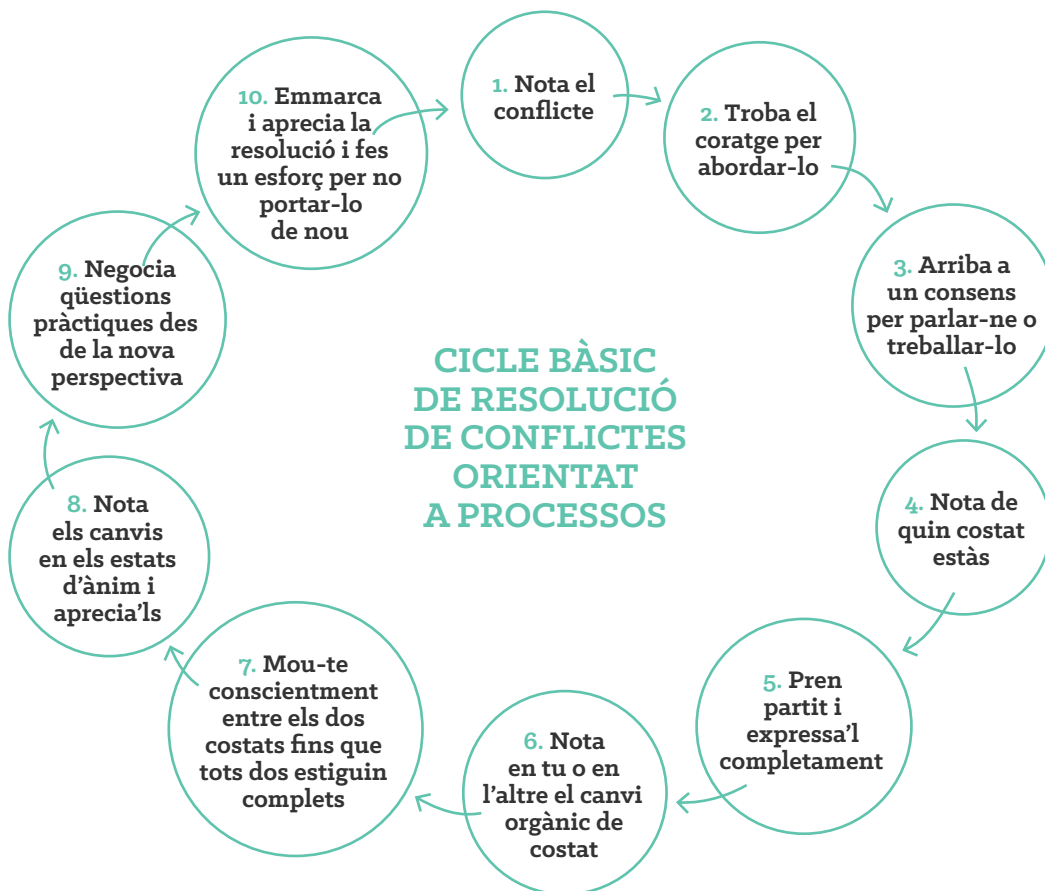 1. Nota el
conflicte
2. Troba el
coratge per
abordar-lo
3. Arriba a
un consens
per parlar-ne o
treballar-lo
4. Nota de
quin costat
estàs
5. Pren
partit i
expressa’l
completament
6. Nota
en tu o en
l’altre el canvi
orgànic de
costat
7. Mou-te
conscientment
entre els dos
costats fins que
tots dos estiguin
complets
8. Nota
els canvis
en els estats
d’ànim i
aprecia’ls
9. Negocia
qüestions
pràctiques des
de la nova
perspectiva
10. Emmarca
i aprecia la
resolució i fes
un esforç per no
portar-lo
de nou
CICLE BÀSIC
DE RESOLUCIÓ
DE CONFLICTES
ORIENTAT
A PROCESSOS